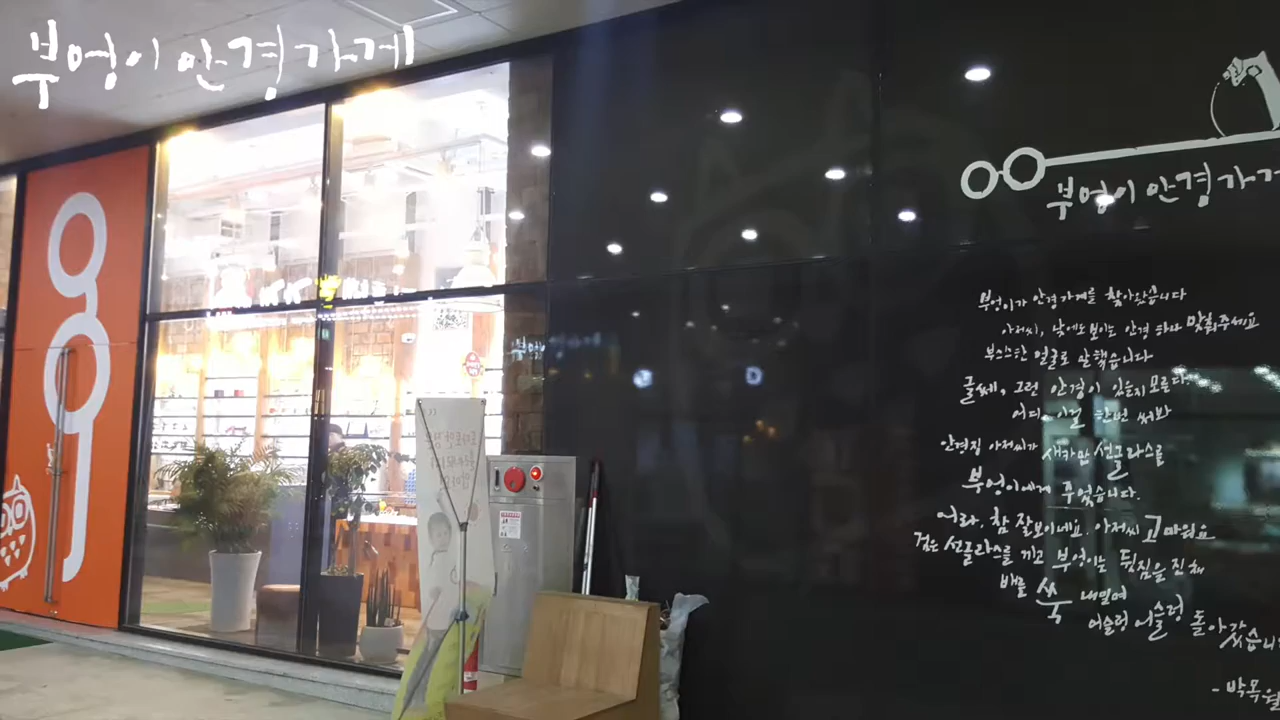 부엉이 안경 가게
부엉이 안경 가게
부엉이가 안경 가게를 찾아왔습니다
아저씨, 낮에도 보이는 안경 하나 맞춰주세요
부스스한 얼굴로 말했습니다
글쎄, 그런 안경이 있을지 모를다
어디 이걸 한번 써봐
안경집 아저씨가 새카만 선글라스를
부엉이에게 주었습니다.
어라, 참 잘보이네요. 아저씨 고마워요
검은 선글라스를 끼고 부엉이는 뒷짐을 진 채
배를 쑥 내밀며
어슬렁 어슬렁 돌아갔습니
- 박목월